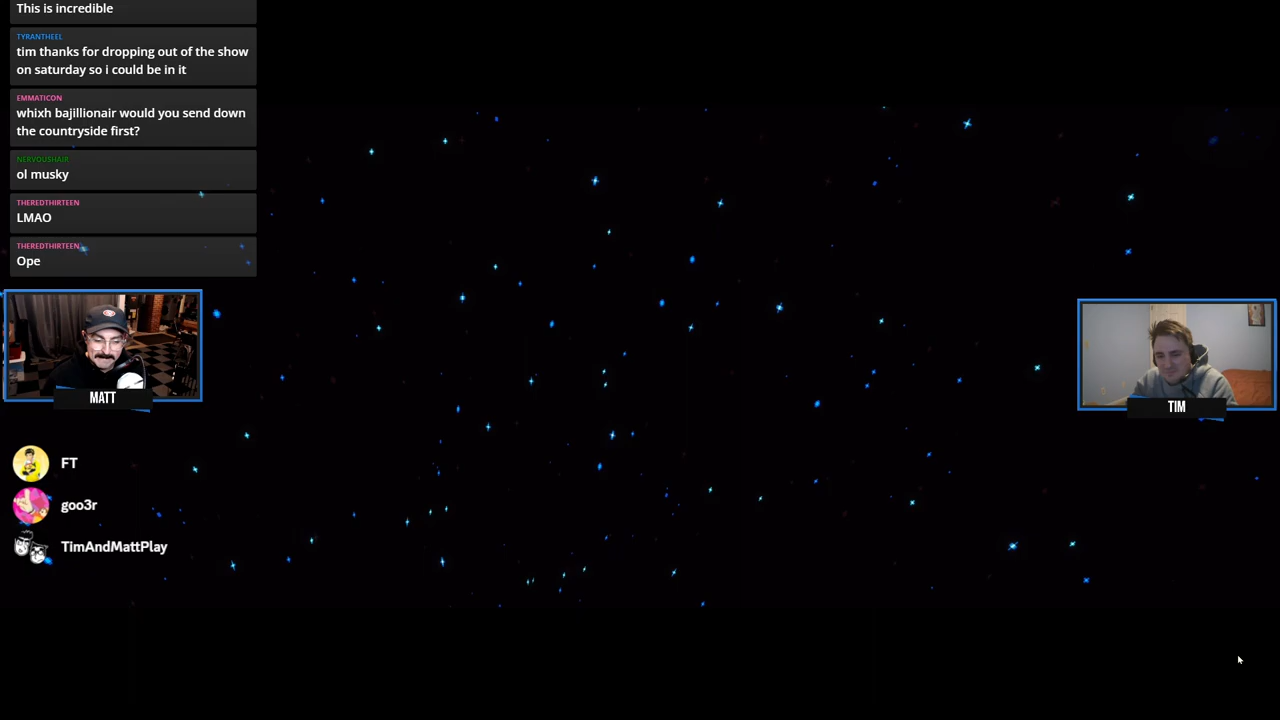 This is incredible
TYRANTHEEL
tim thanks for dropping out of the show
on saturday so i could be in it
EMMATICON
whixh bajillionair would you send down
the countryside first?
NERVOUSHAIR
ol musky
THEREDTHIRTEEN
LMAO
THEREDTHIRTEEN
Ope
MATT
TIM
FT
goo3r
TimAndMattPlay